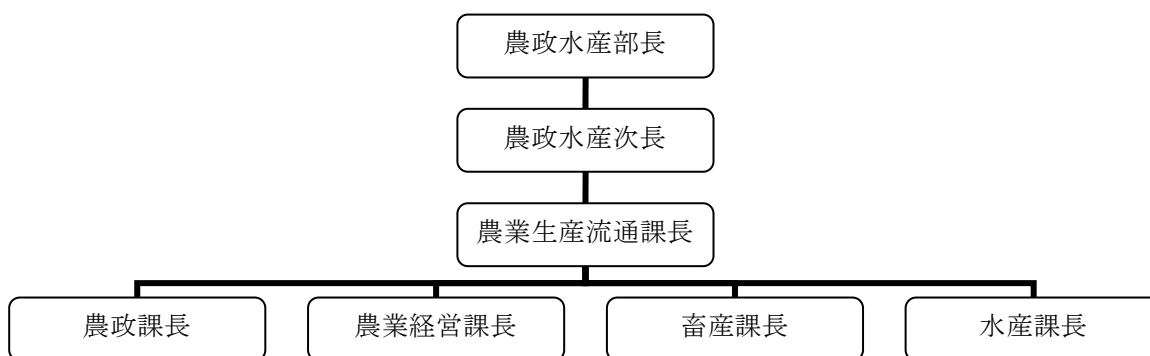 農政水産部長
農政水産次長
農業生産流通課長
農政課長
農業経営課長
畜産課長
水産課長